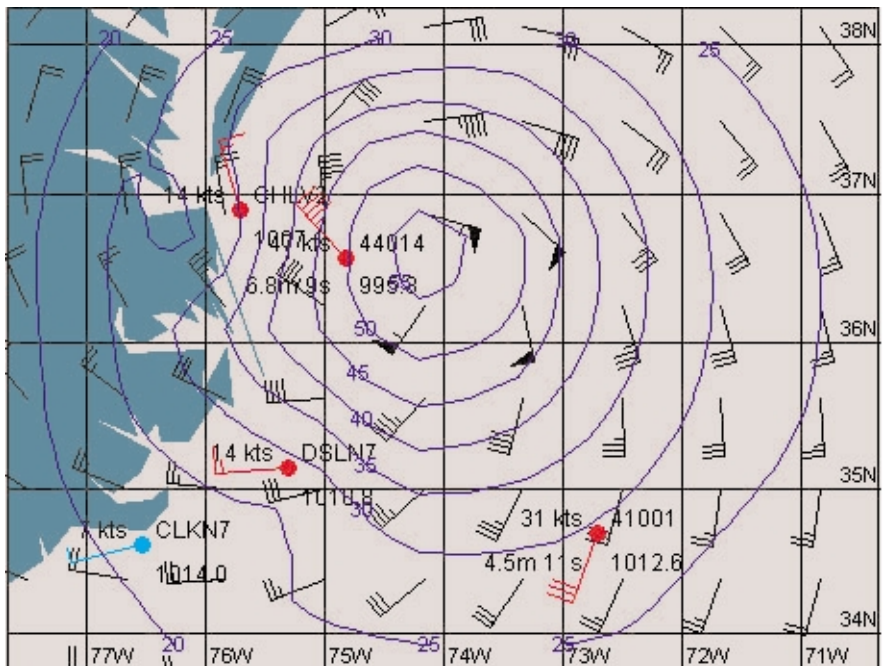 20 25 30 30 25 38N
37N
14 kts CHLV2
1007
kts 44014
6.8m 9s 995.8
55
50
36N
45
40
14 kts DSLN7
35
35N
1010.8
30
31 kts 41001
7 kts CLKN7
4.5m 11s 1012.6
1014.0
34N
20 25 25
77W 76W 75W 74W 73W 72W 71W